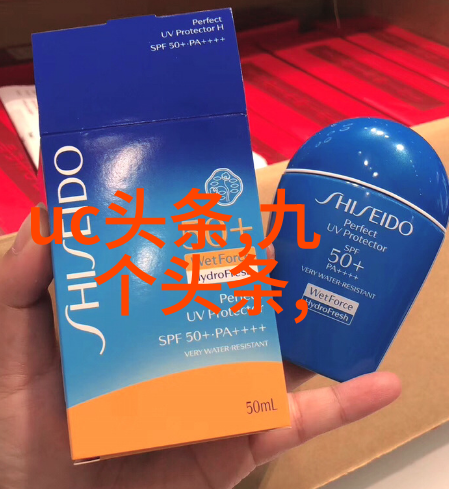 Perfect
UV Protector H
SPF 50+·PA++++
SHISEIDO
50+
WetForce
HydroFresh
UV Protector
SPF 50+·PA++++
VERY WATER-RESISTANT
50mL
SHISEIDO
Perfect
UV Protector
SPF
50+
PA++++
VERY WATER-RESISTANT
WetForce
HydroFresh
uc头条,九
个头条,